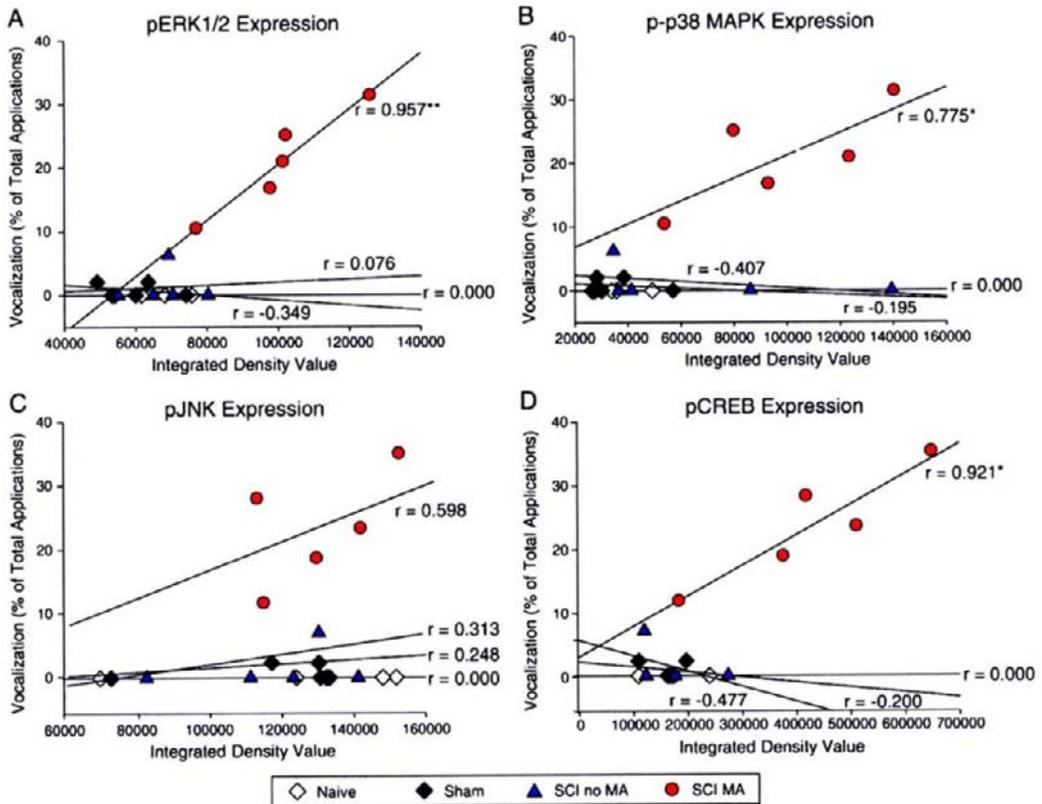 A
pERK1/2 Expression
Vocalization (% of Total Applications)
40
30
20
10
0
r = 0.957**
r = 0.076
r = 0.000
r = -0.349
40000 60000 80000 100000 120000 140000
Integrated Density Value
B
p-p38 MAPK Expression
Vocalization (% of Total Applications)
40
30
20
10
0
r = 0.775*
r = -0.407
r = 0.000
r = -0.195
20000 40000 60000 80000 100000 120000 140000 160000
Integrated Density Value
C
pJNK Expression
Vocalization (% of Total Applications)
40
30
20
10
0
r = 0.598
r = 0.313
r = 0.248
r = 0.000
60000 80000 100000 120000 140000 160000
Integrated Density Value
D
pCREB Expression
Vocalization (% of Total Applications)
40
30
20
10
0
r = 0.921*
r = 0.000
r = -0.477
r = -0.200
0 100000 200000 300000 400000 500000 600000 700000
Integrated Density Value
Naive Sham SCI no MA SCI MA